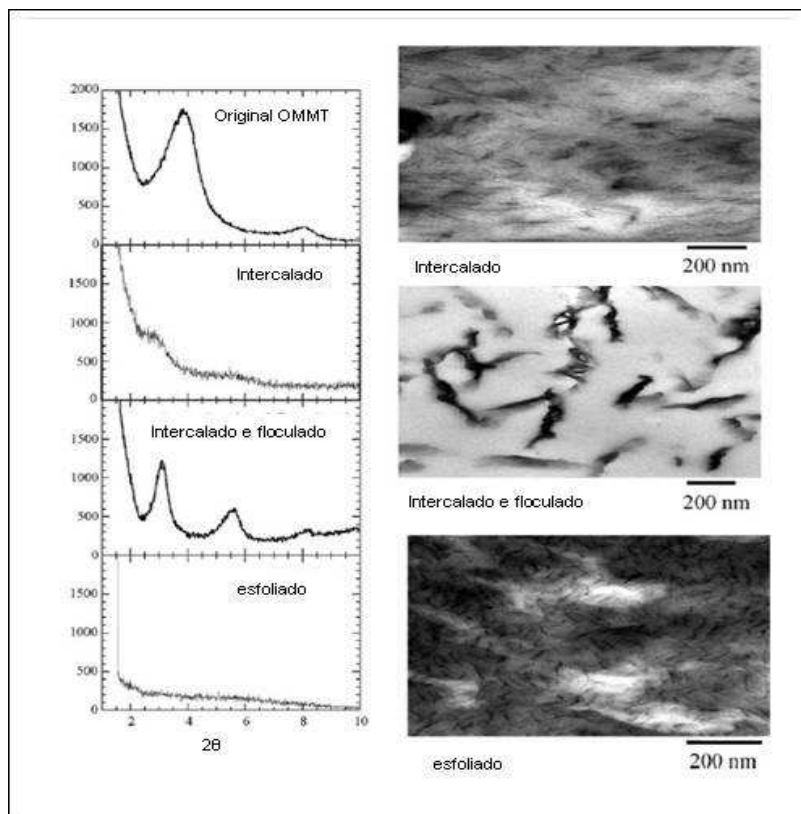 2000
1500
1000
500
0
Original OMMT
1500
1000
500
0
Intercalado
1500
1000
500
0
Intercalado e floculado
1500
1000
500
0
esfoliado
2 4 6 8 10
2θ
Intercalado
200 nm
Intercalado e floculado
200 nm
esfoliado
200 nm